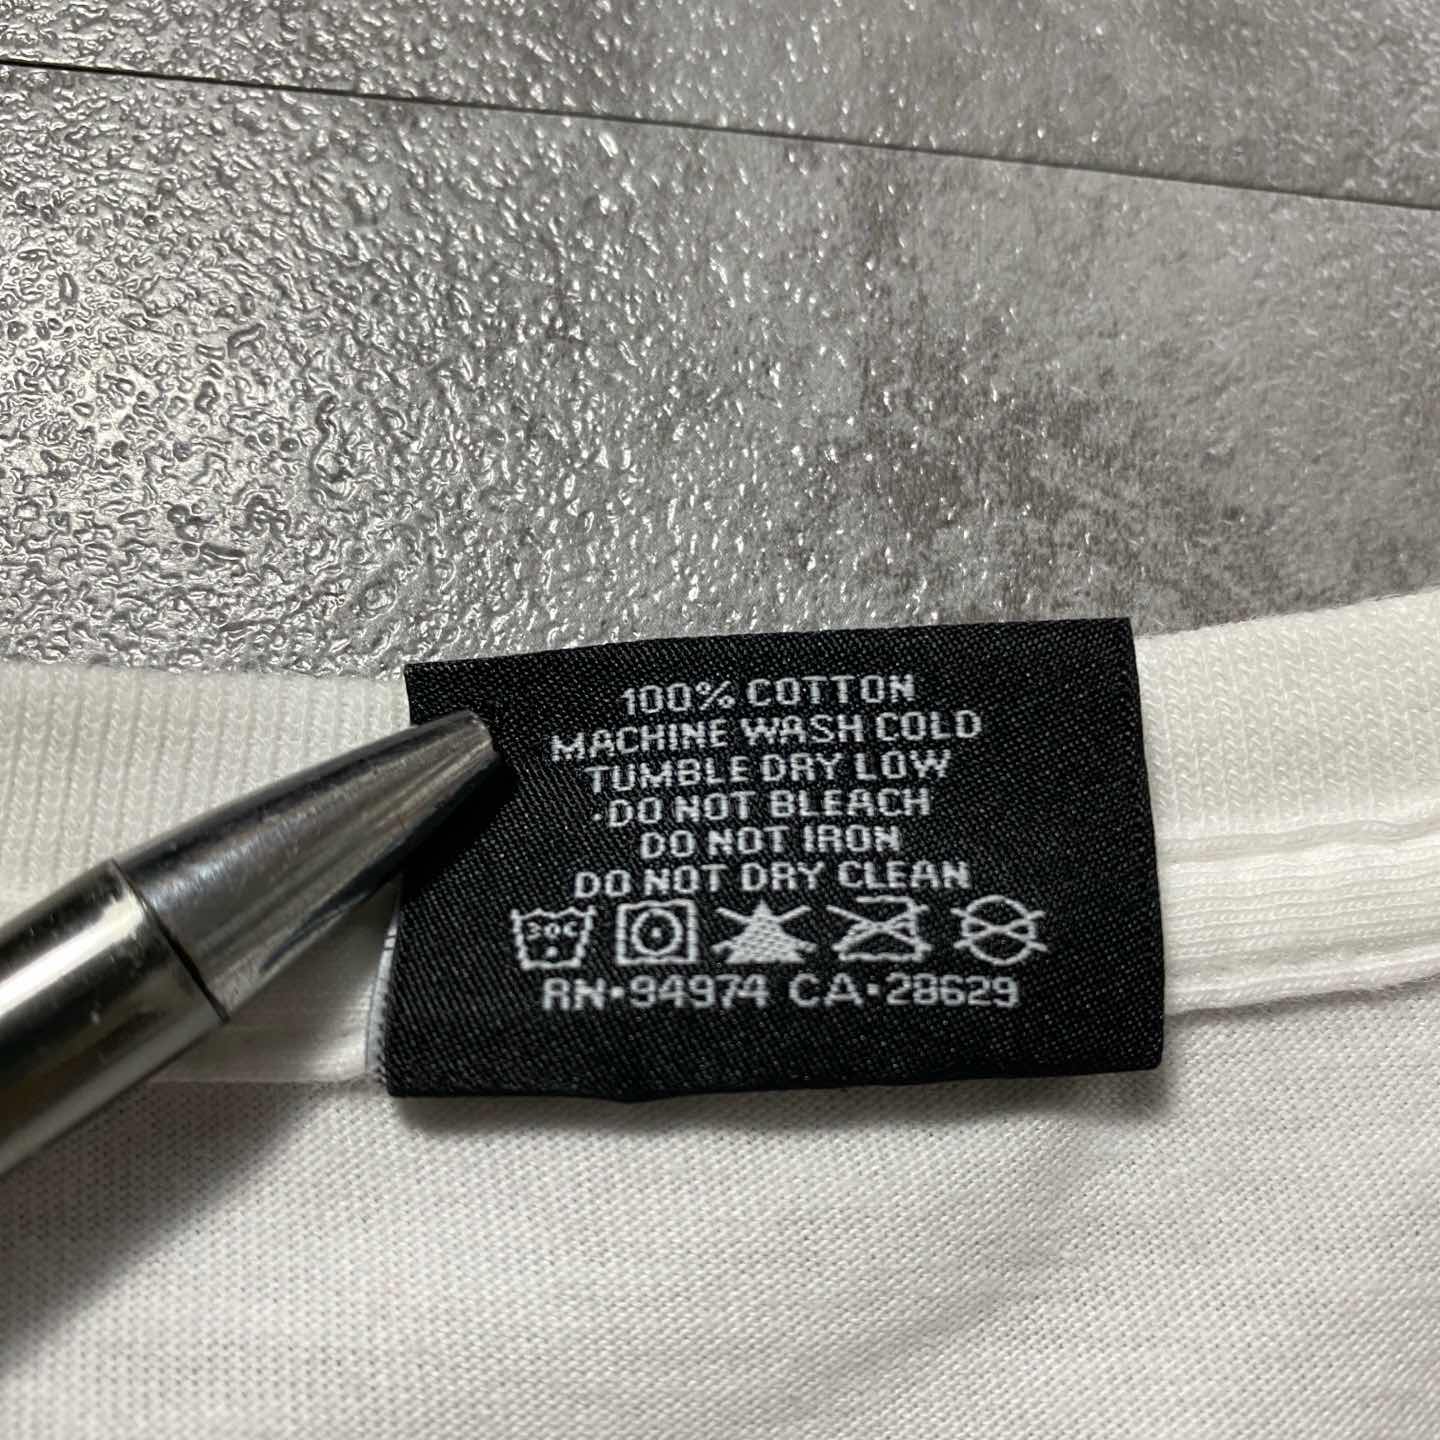 100% COTTON
MACHINE WASH COLD
TUMBLE DRY LOW
·DO NOT BLEACH
DO NOT IRON
DO NOT DRY CLEAN
30C
RN·94974 CA·28629